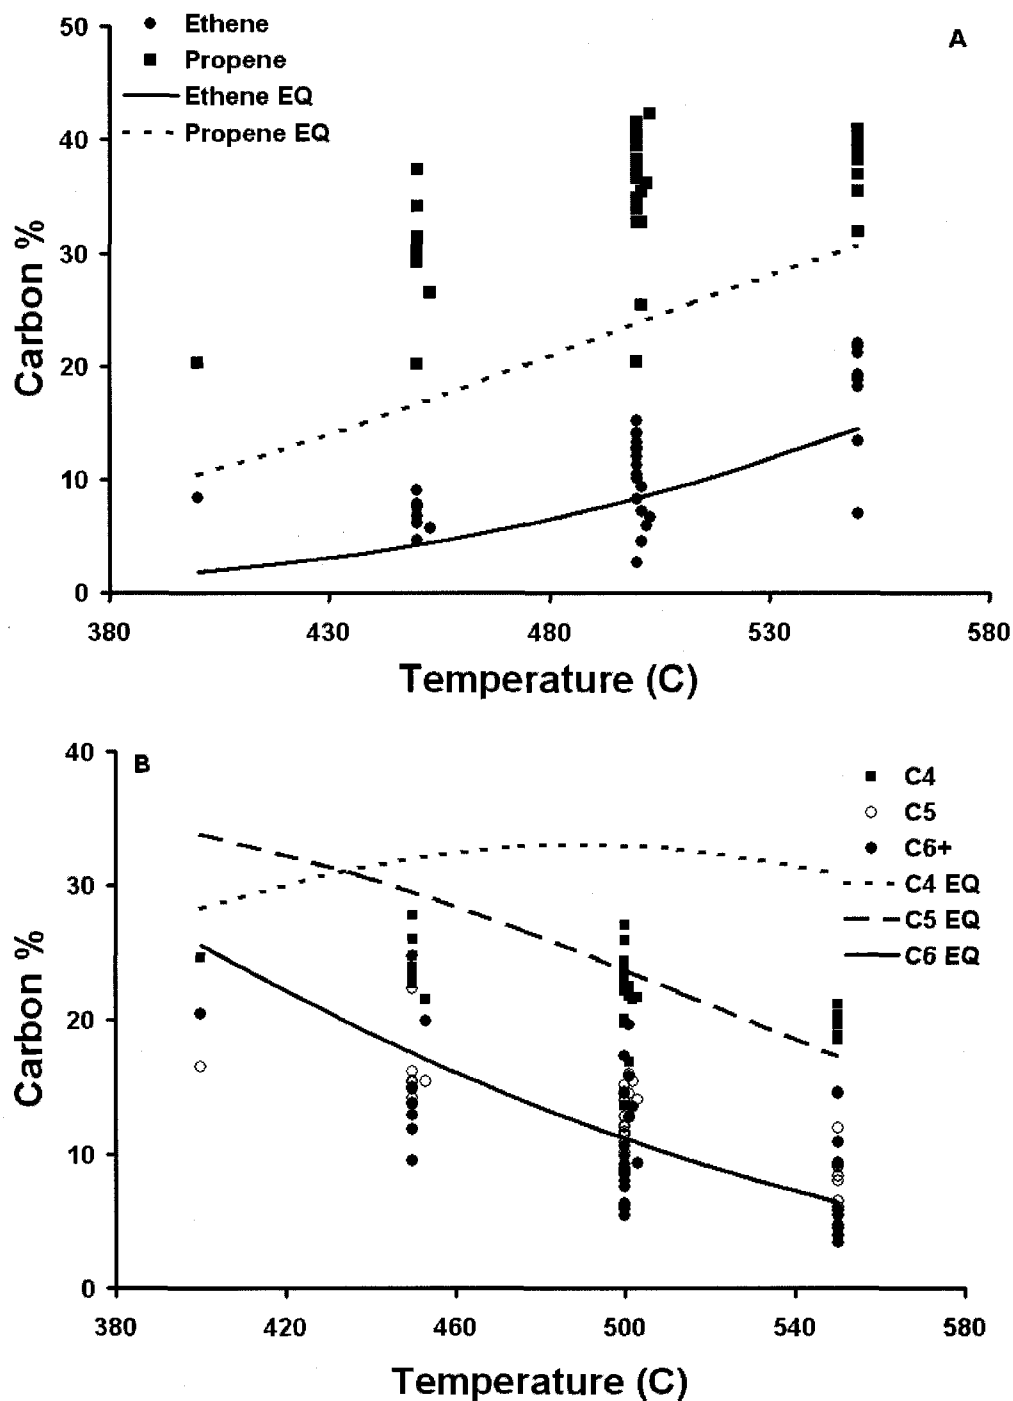 50
40
30
20
10
0
Carbon %
Ethene
Propene
Ethene EQ
Propene EQ
A
380
430
480
530
580
Temperature (C)
40
30
20
10
0
Carbon %
B
C4
C5
C6+
C4 EQ
C5 EQ
C6 EQ
380
420
460
500
540
580
Temperature (C)